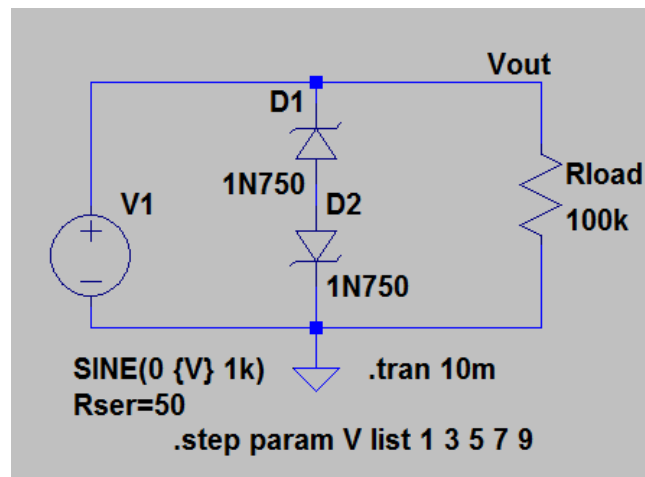 Vout
D1
1N750
Rload
V1
D2
100k
+
−
1N750
SINE(0 {V} 1k)
.tran 10m
Rser=50
.step param V list 1 3 5 7 9